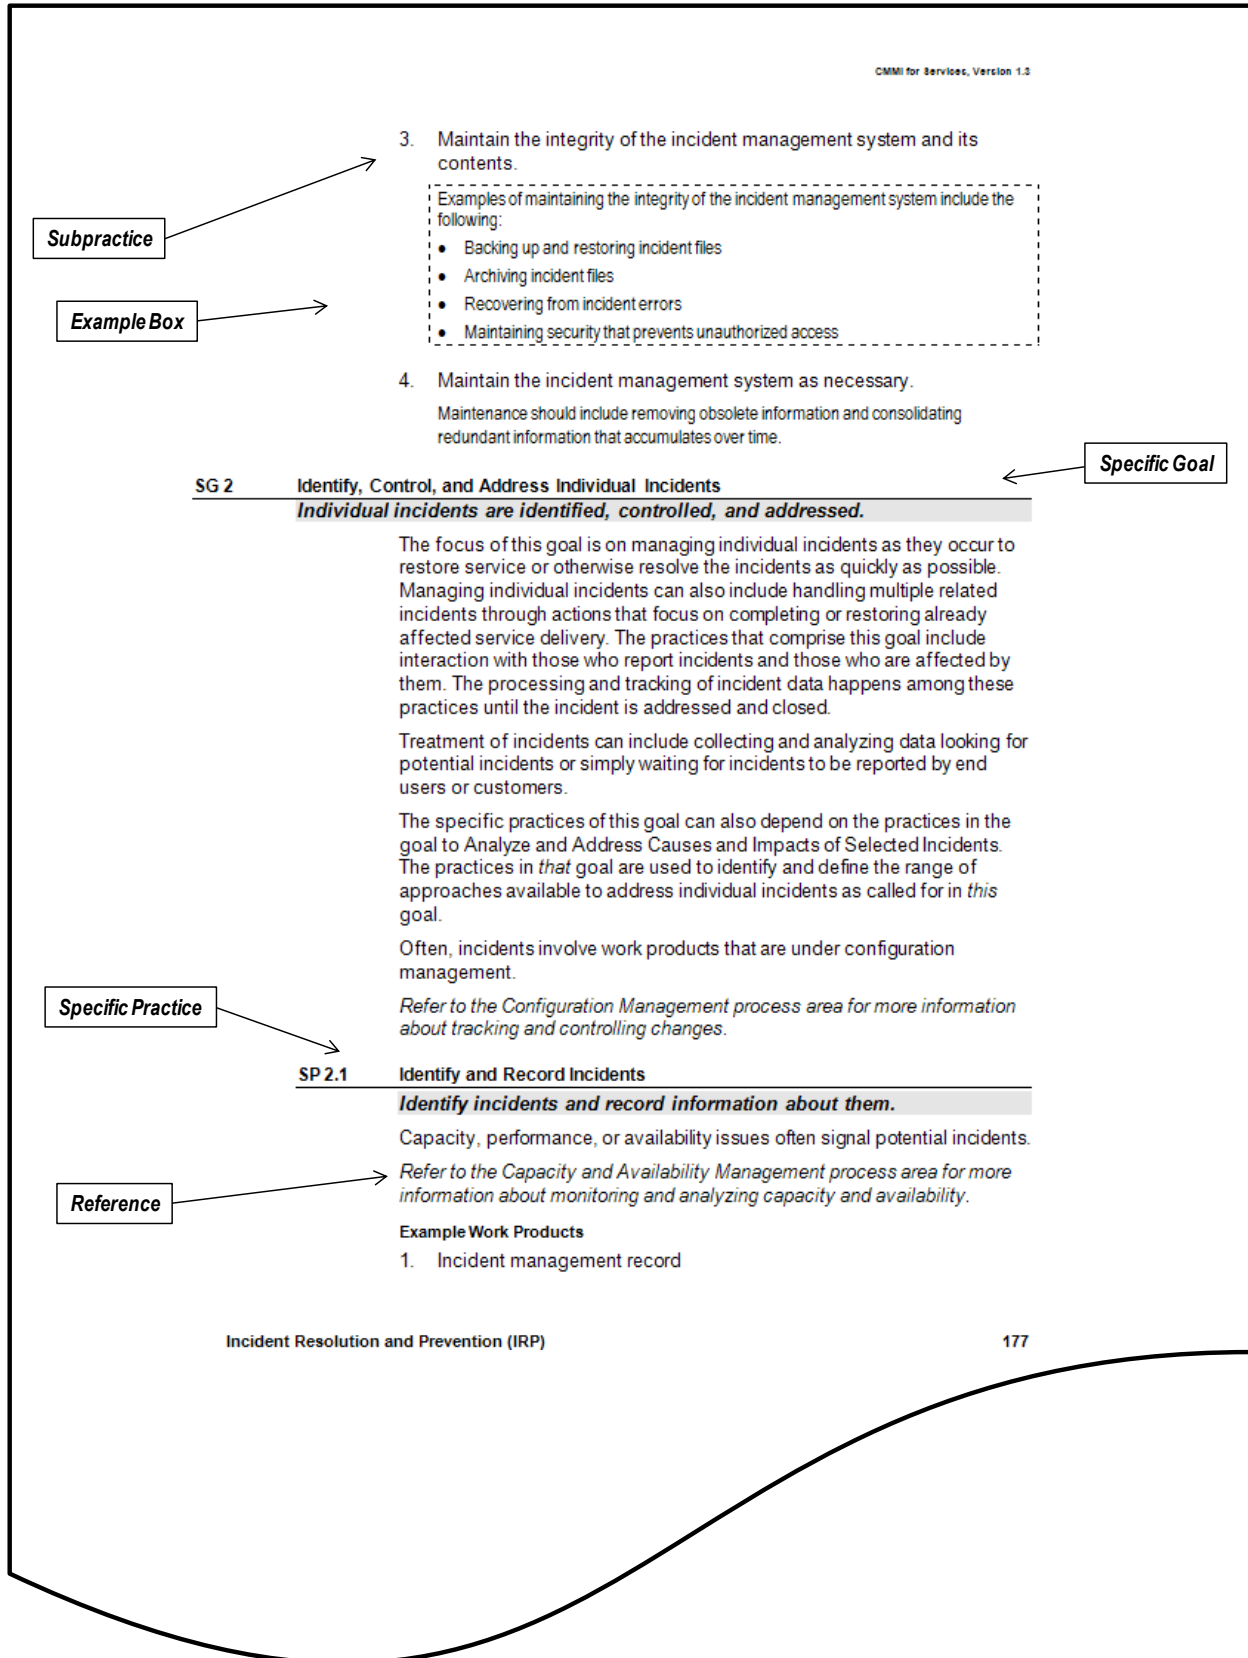 CMMI for Services, Version 1.3
3. Maintain the integrity of the incident management system and its
contents.
Examples of maintaining the integrity of the incident management system include the
following:
Subpractice
• Backing up and restoring incident files
• Archiving incident files
• Recovering from incident errors
Example Box
• Maintaining security that prevents unauthorized access
4. Maintain the incident management system as necessary.
Maintenance should include removing obsolete information and consolidating
redundant information that accumulates over time.
Specific Goal
SG 2 Identify, Control, and Address Individual Incidents
Individual incidents are identified, controlled, and addressed.
The focus of this goal is on managing individual incidents as they occur to
restore service or otherwise resolve the incidents as quickly as possible.
Managing individual incidents can also include handling multiple related
incidents through actions that focus on completing or restoring already
affected service delivery. The practices that comprise this goal include
interaction with those who report incidents and those who are affected by
them. The processing and tracking of incident data happens among these
practices until the incident is addressed and closed.
Treatment of incidents can include collecting and analyzing data looking for
potential incidents or simply waiting for incidents to be reported by end
users or customers.
The specific practices of this goal can also depend on the practices in the
goal to Analyze and Address Causes and Impacts of Selected Incidents.
The practices in that goal are used to identify and define the range of
approaches available to address individual incidents as called for in this
goal.
Often, incidents involve work products that are under configuration
management.
Specific Practice
Refer to the Configuration Management process area for more information
about tracking and controlling changes.
SP 2.1 Identify and Record Incidents
Identify incidents and record information about them.
Capacity, performance, or availability issues often signal potential incidents.
Refer to the Capacity and Availability Management process area for more
information about monitoring and analyzing capacity and availability.
Reference
Example Work Products
1. Incident management record
Incident Resolution and Prevention (IRP) 177